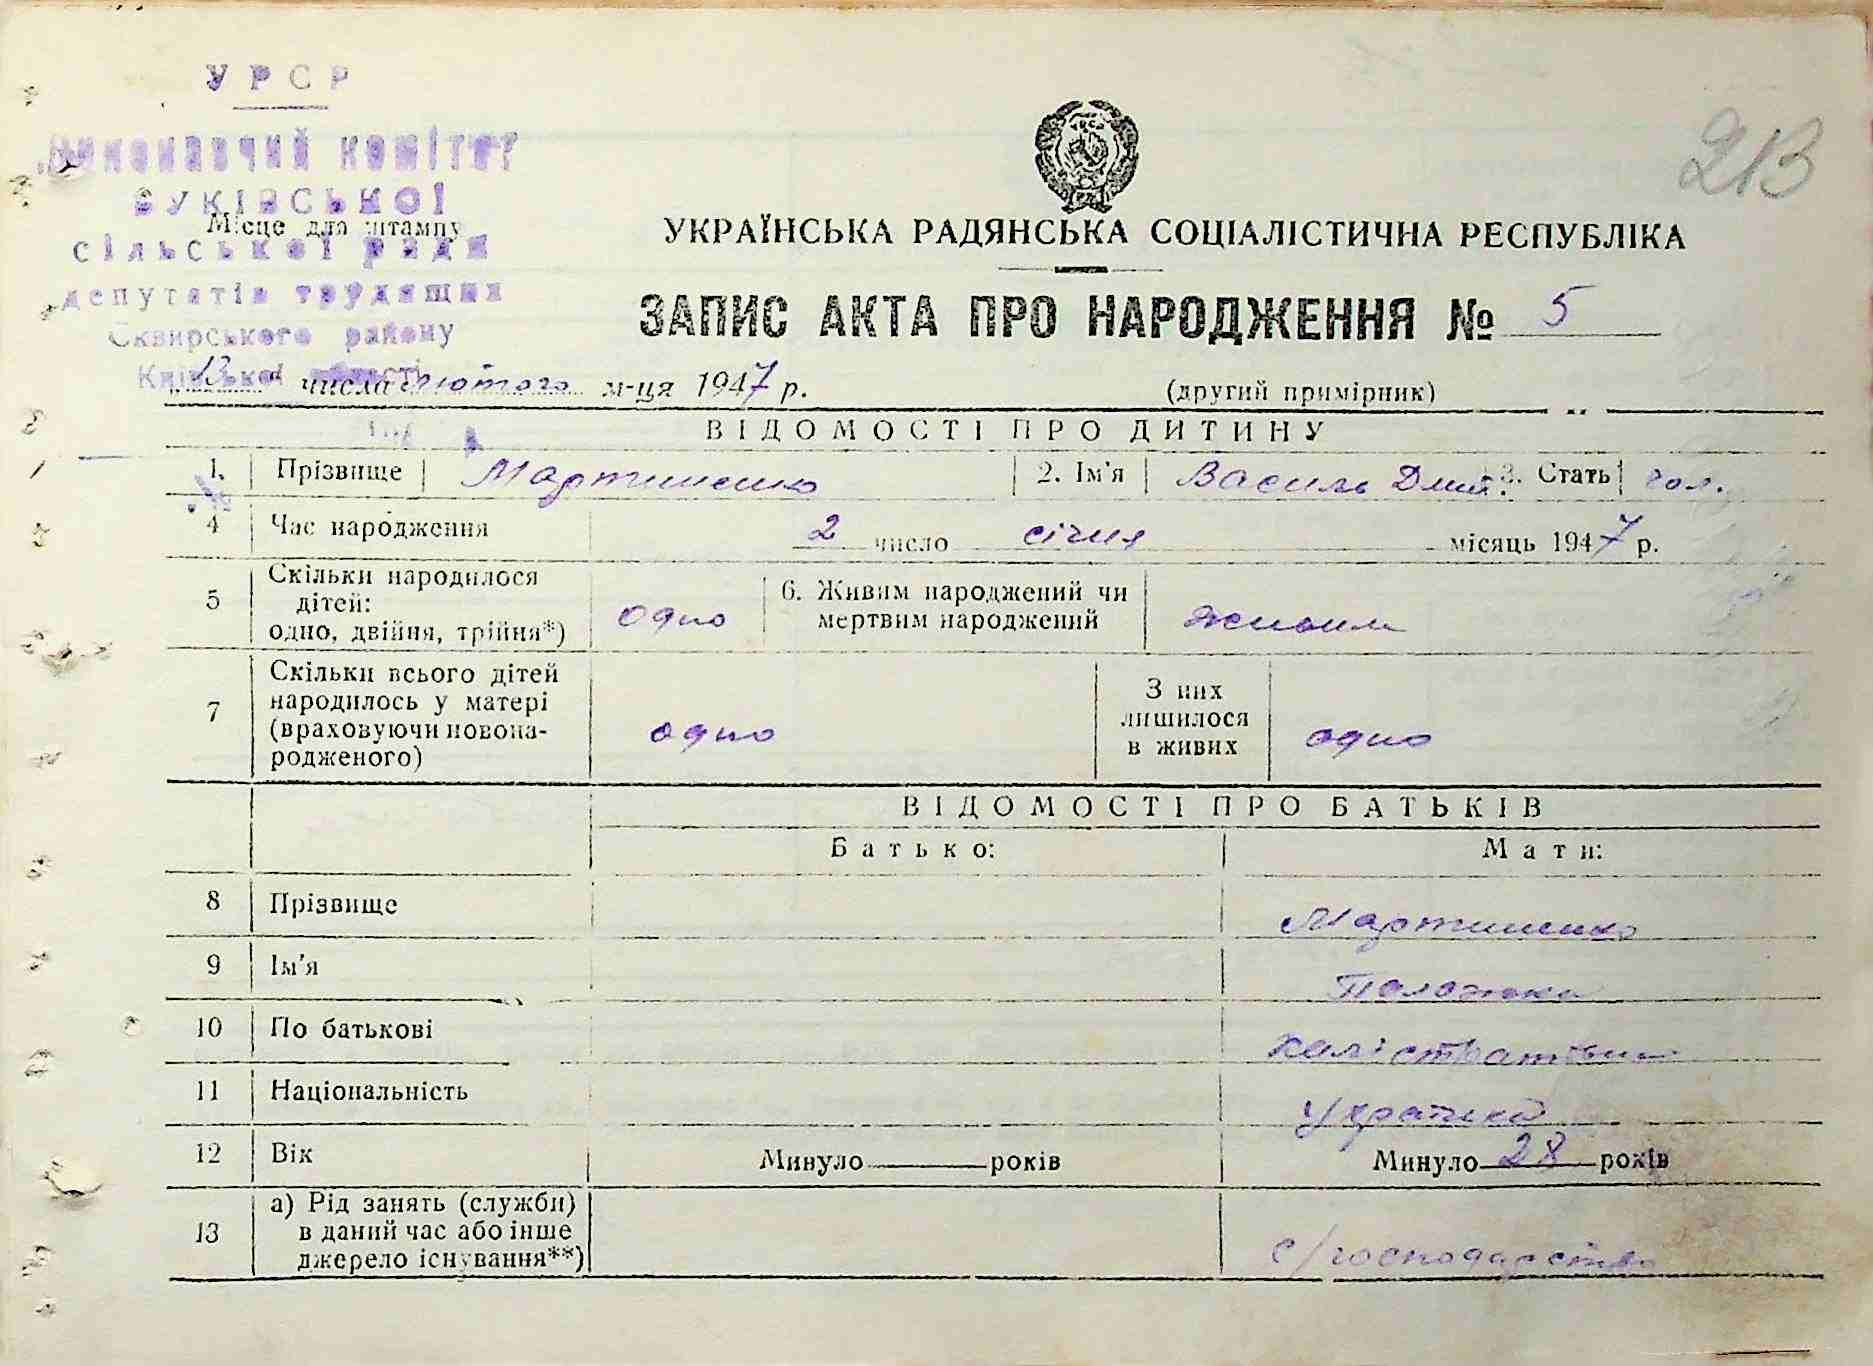 УРСР
Виконавчий комітет
БУКІВСЬКОЇ
Місце для штампу
сільської ради
депутатів трудящих
Сквирського району
Київської області
213
УКРАЇНСЬКА РАДЯНСЬКА СОЦІАЛІСТИЧНА РЕСПУБЛІКА
ЗАПИС АКТА ПРО НАРОДЖЕННЯ № 5
„13“ числа лютого м-ця 1947 р.
(другий примірник)
ВІДОМОСТІ ПРО ДИТИНУ
1. Прізвище Мартиненко 2. Ім'я Василь Дмит. 3. Стать чол.
4 Час народження 2 число січня місяць 1947 р.
5 Скільки народилося дітей: одно, двійня, трійня*) одно 6. Живим народжений чи мертвим народжений живим
7 Скільки всього дітей народилось у матері (враховуючи новона-родженого) одно З них лишилося в живих одно
ВІДОМОСТІ ПРО БАТЬКІВ
Батько: Мати:
8 Прізвище Мартиненко
9 Ім'я Палажка
10 По батькові Калістратівна
11 Національність Українка
12 Вік Минуло років Минуло 28 років
13 а) Рід занять (служби) в даний час або інше джерело існування**) с/господарство